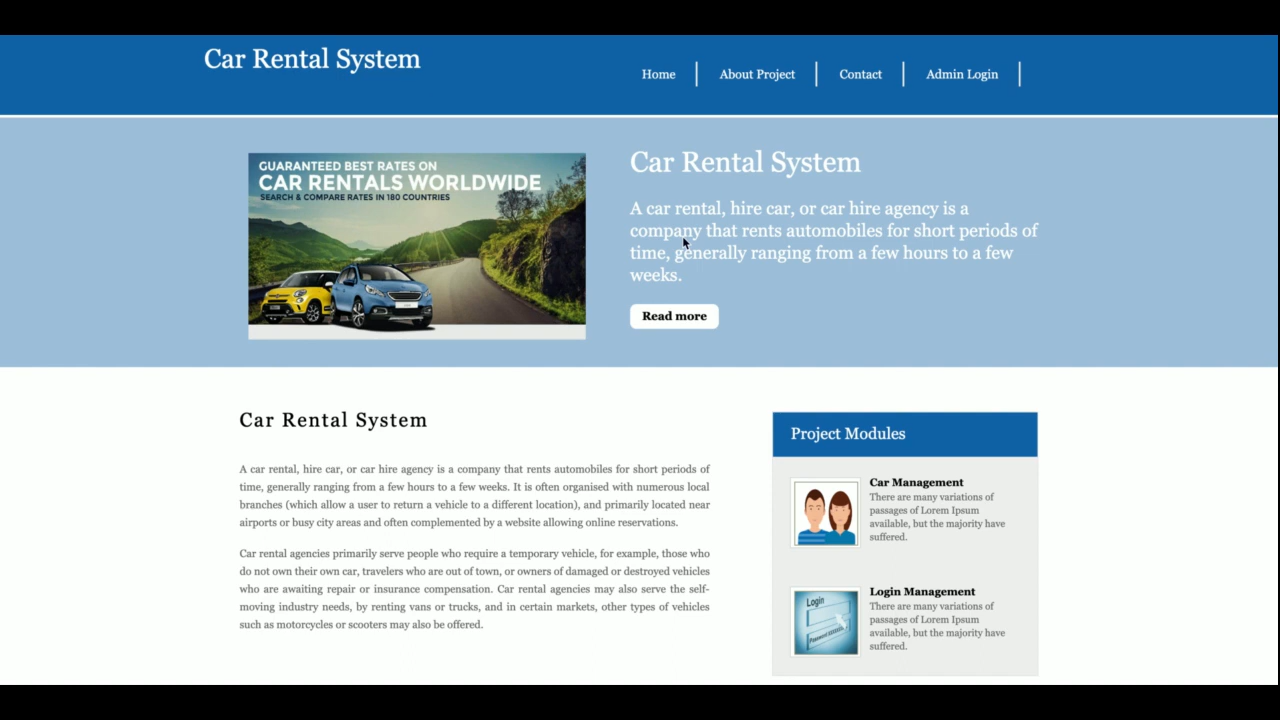 Car Rental System
Home
About Project
Contact
Admin Login
GUARANTEED BEST RATES ON
CAR RENTALS WORLDWIDE
SEARCH & COMPARE RATES IN 180 COUNTRIES
Car Rental System
A car rental, hire car, or car hire agency is a
company that rents automobiles for short periods of
time, generally ranging from a few hours to a few
weeks.
Read more
Car Rental System
A car rental, hire car, or car hire agency is a company that rents automobiles for short periods of
time, generally ranging from a few hours to a few weeks. It is often organised with numerous local
branches (which allow a user to return a vehicle to a different location), and primarily located near
airports or busy city areas and often complemented by a website allowing online reservations.
Car rental agencies primarily serve people who require a temporary vehicle, for example, those who
do not own their own car, travelers who are out of town, or owners of damaged or destroyed vehicles
who are awaiting repair or insurance compensation. Car rental agencies may also serve the self-
moving industry needs, by renting vans or trucks, and in certain markets, other types of vehicles
such as motorcycles or scooters may also be offered.
Project Modules
Car Management
There are many variations of
passages of Lorem Ipsum
available, but the majority have
suffered.
Login
Password
Login Management
There are many variations of
passages of Lorem Ipsum
available, but the majority have
suffered.